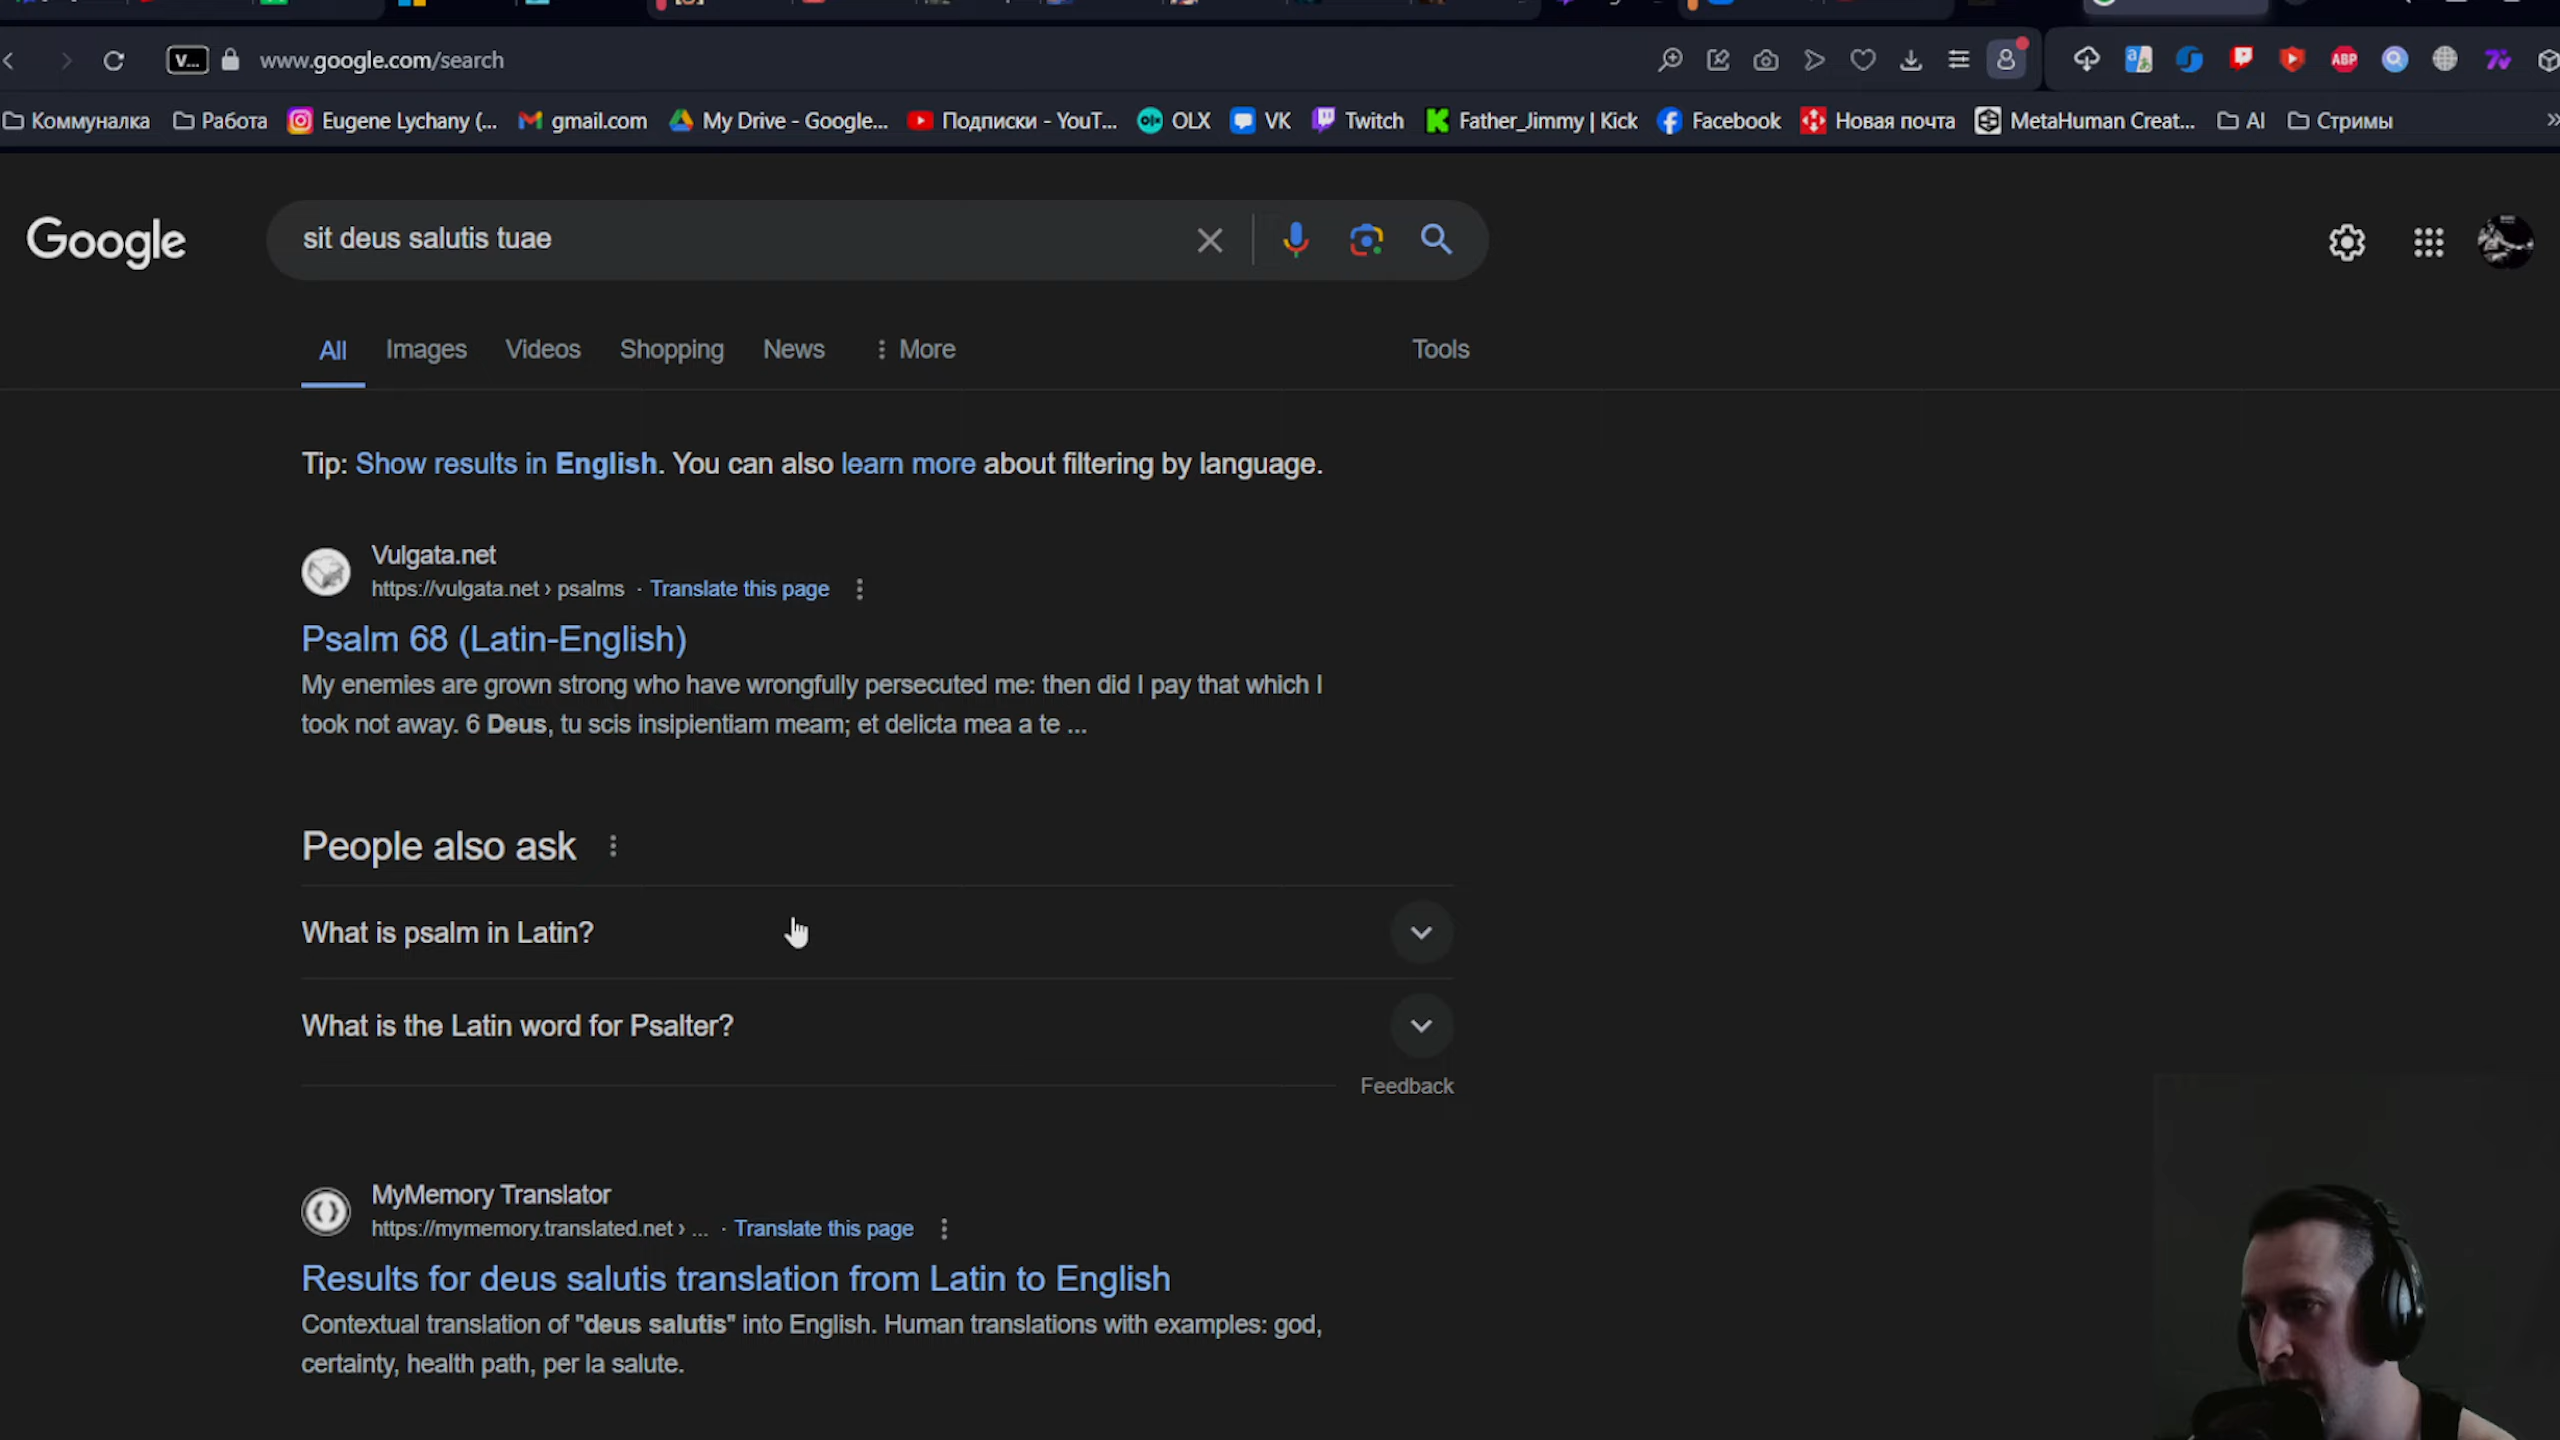 V...
www.google.com/search
Коммуналка
Работа
Eugene Lychany (...
gmail.com
My Drive - Google...
Подписки - YouT...
OLX
VK
Twitch
Father_Jimmy | Kick
Facebook
Новая почта
MetaHuman Creat...
AI
Стримы
»
Google
sit deus salutis tuae
All
Images
Videos
Shopping
News
More
Tools
Tip: Show results in English. You can also learn more about filtering by language.
Vulgata.net
https://vulgata.net › psalms · Translate this page
Psalm 68 (Latin-English)
My enemies are grown strong who have wrongfully persecuted me: then did I pay that which I
took not away. 6 Deus, tu scis insipientiam meam; et delicta mea a te ...
People also ask
What is psalm in Latin?
What is the Latin word for Psalter?
Feedback
MyMemory Translator
https://mymemory.translated.net › ... · Translate this page
Results for deus salutis translation from Latin to English
Contextual translation of "deus salutis" into English. Human translations with examples: god,
certainty, health path, per la salute.
ABP